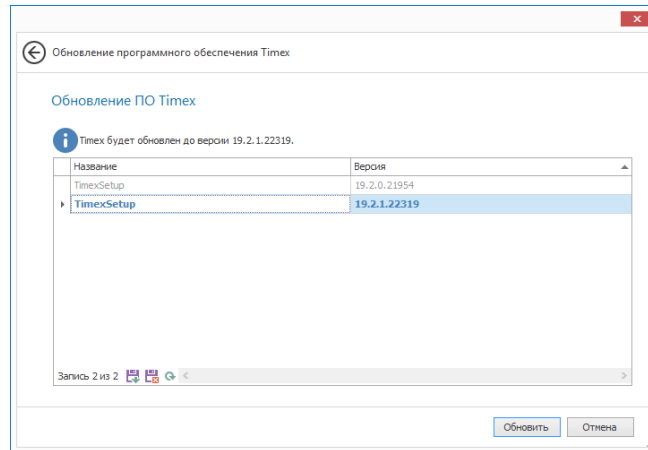 Обновление программного обеспечения Timex
Обновление ПО Timex
Timex будет обновлен до версии 19.2.1.22319.
Название Версия
TimexSetup 19.2.0.21954
TimexSetup 19.2.1.22319
Запись 2 из 2
Обновить Отмена